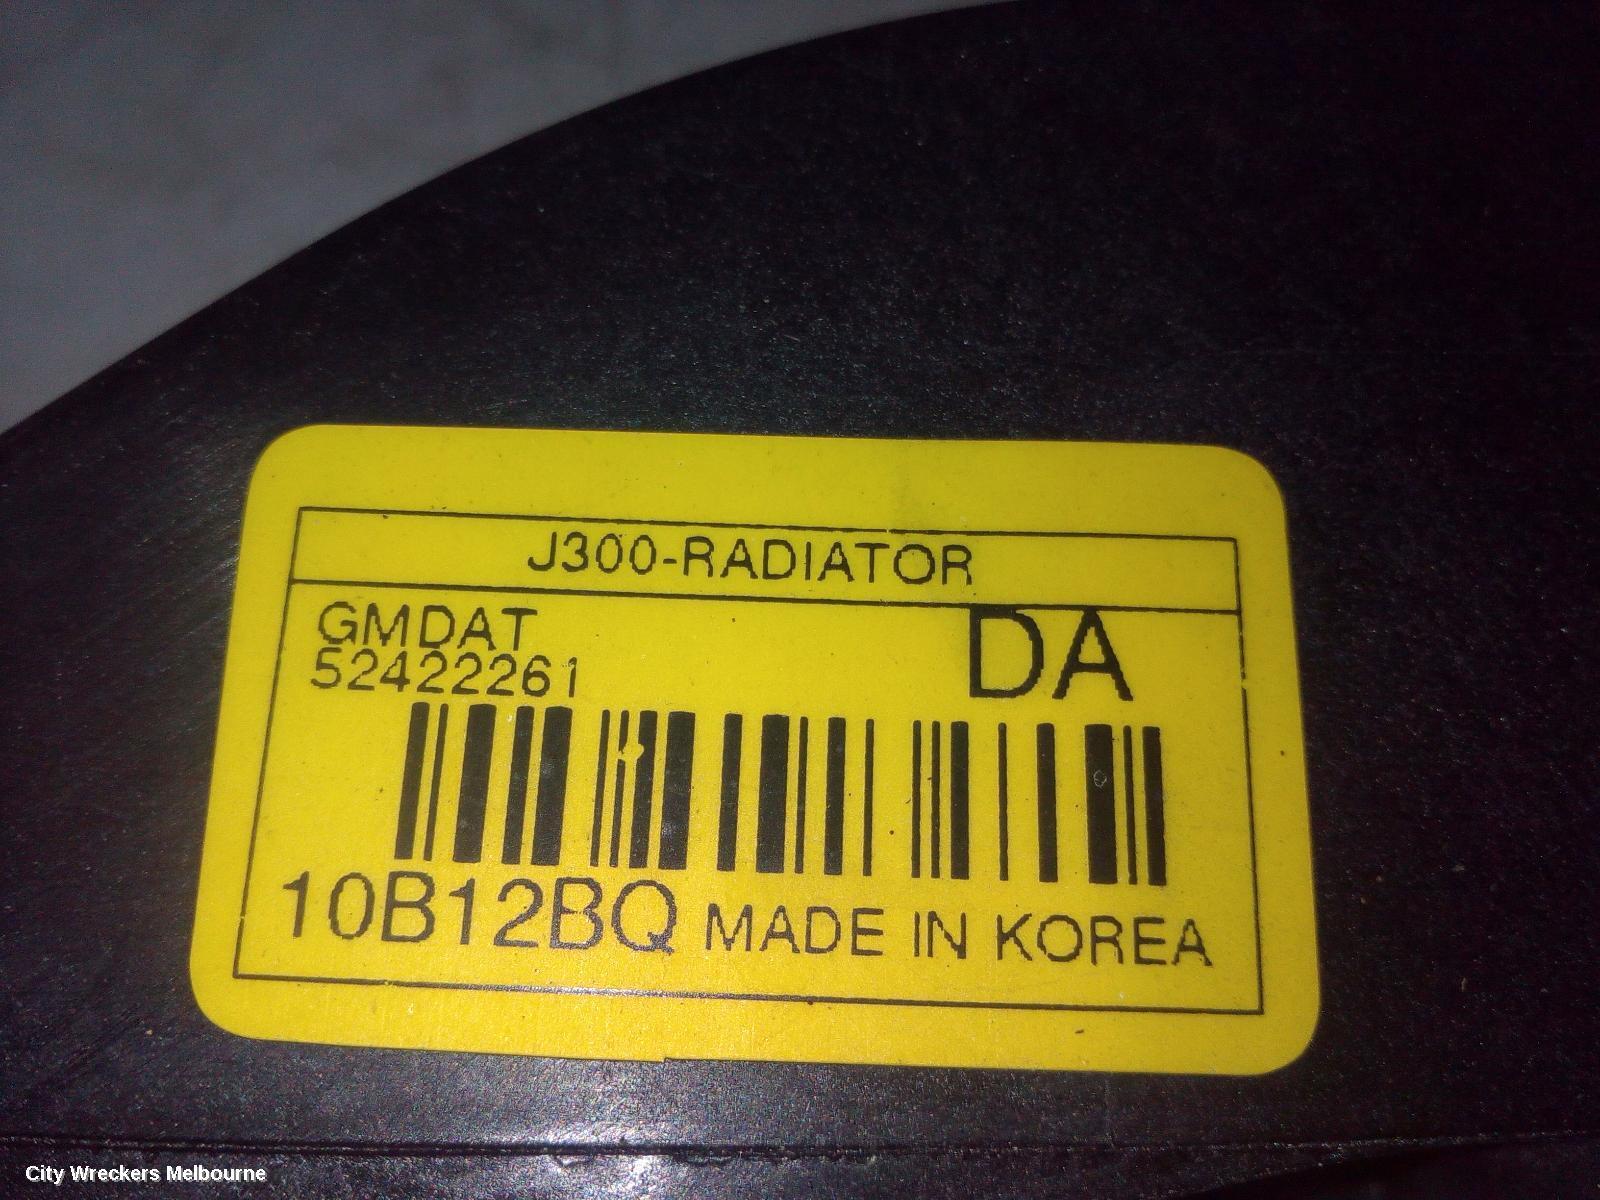 J300-RADIATOR
GMDAT
52422261
DA
10B12BQ MADE IN KOREA
City Wreckers Melbourne